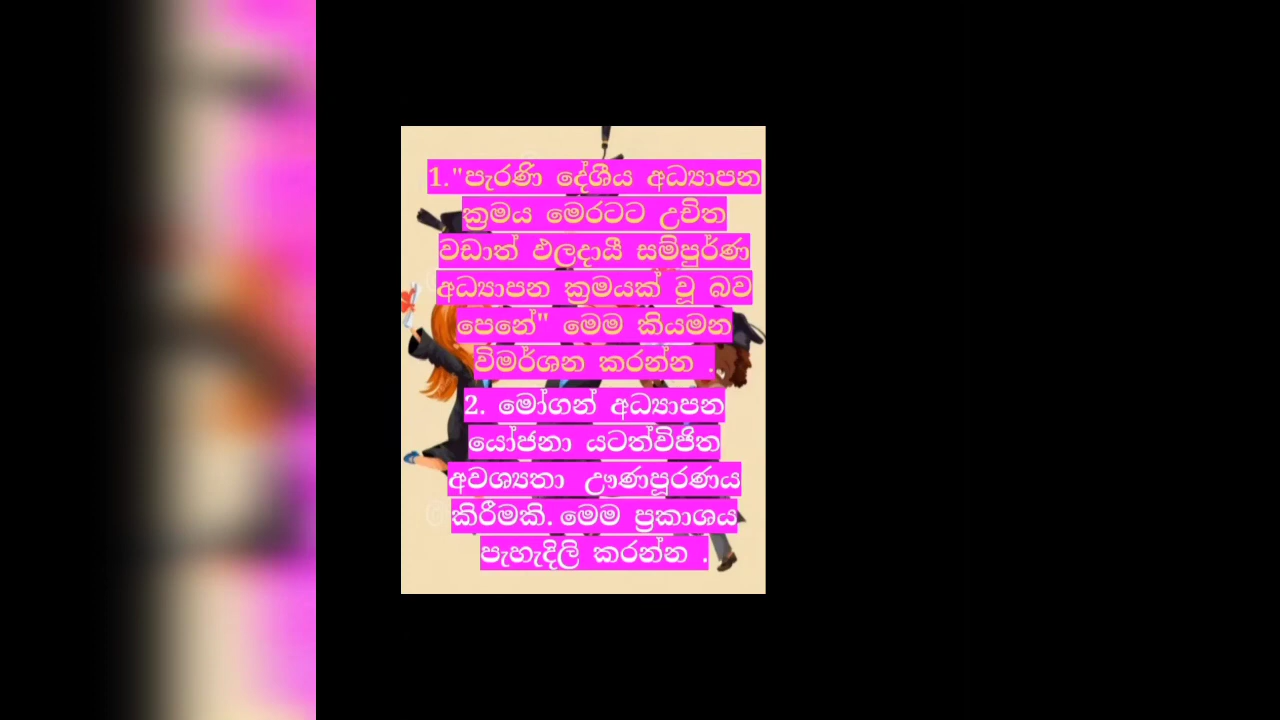 1."පැරණි දේශීය අධ්‍යාපන
ක්‍රමය මෙරටට උචිත
වඩාත් ඵලදායී සම්පුර්ණ
අධ්‍යාපන ක්‍රමයක් වූ බව
පෙනේ" මෙම කියමන
විමර්ශන කරන්න .
2. මෝගන් අධ්‍යාපන
යෝජනා යටත්විජිත
අවශ්‍යතා ඌණපූරණය
කිරීමකි. මෙම ප්‍රකාශය
පැහැදිලි කරන්න .